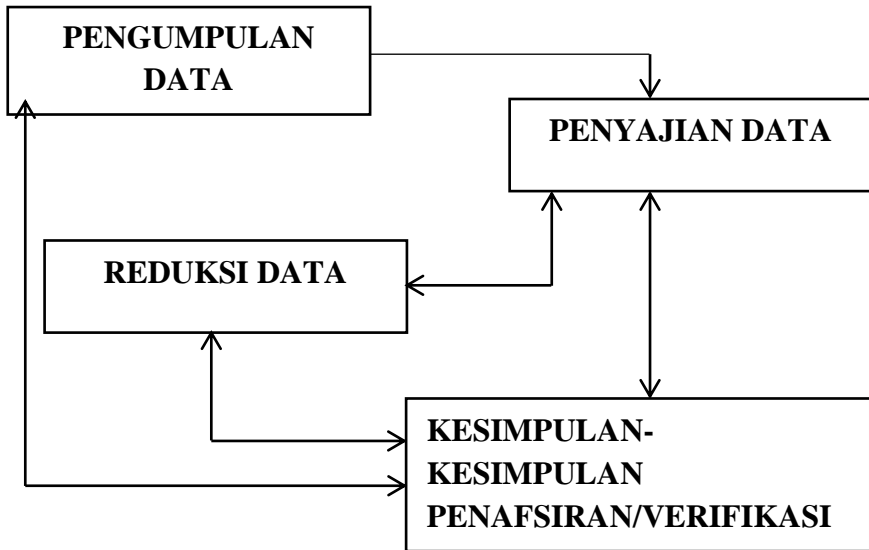 PENGUMPULAN
DATA
PENYAJIAN DATA
REDUKSI DATA
KESIMPULAN-
KESIMPULAN
PENAFSIRAN/VERIFIKASI